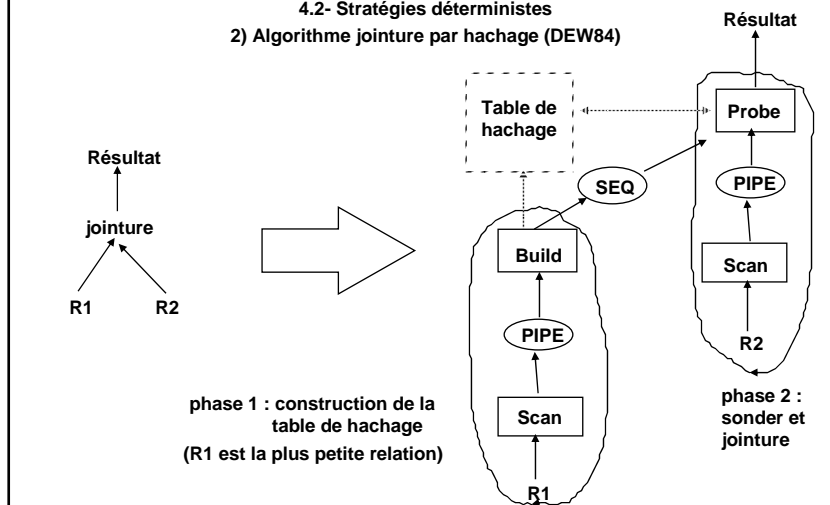 4.2- Stratégies déterministes
2) Algorithme jointure par hachage (DEW84)
Résultat
Table de
hachage
Probe
Résultat
SEQ
PIPE
jointure
Build
Scan
R1
R2
PIPE
R2
phase 1 : construction de la
table de hachage
(R1 est la plus petite relation)
Scan
phase 2 :
sonder et
jointure
R1